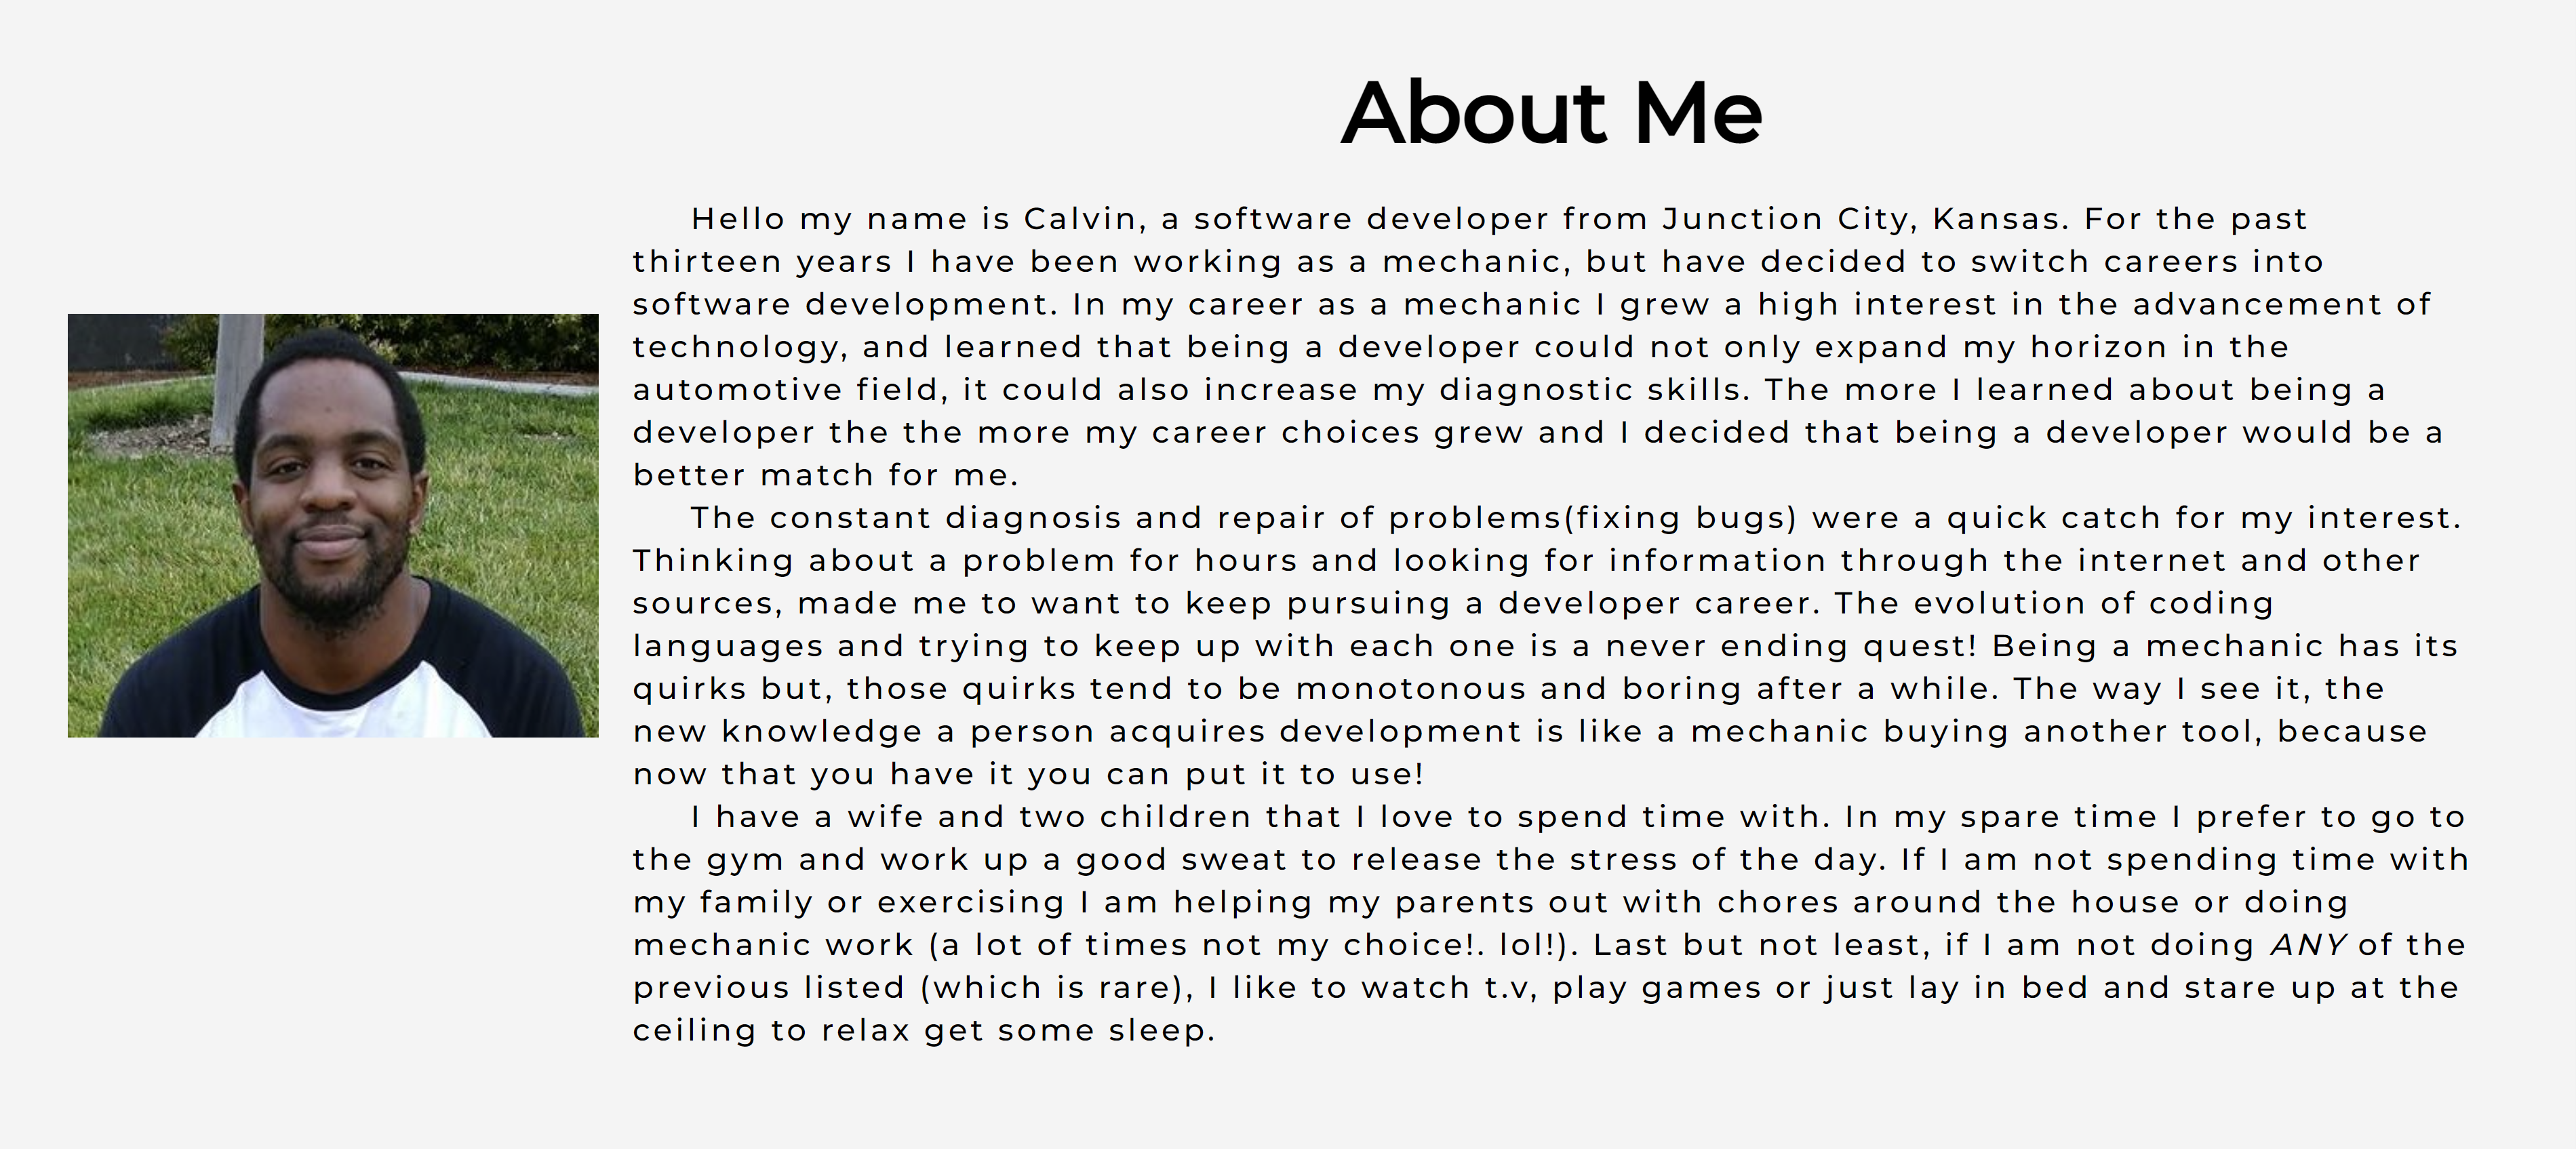 About Me
Hello my name is Calvin, a software developer from Junction City, Kansas. For the past
thirteen years I have been working as a mechanic, but have decided to switch careers into
software development. In my career as a mechanic I grew a high interest in the advancement of
technology, and learned that being a developer could not only expand my horizon in the
automotive field, it could also increase my diagnostic skills. The more I learned about being a
developer the the more my career choices grew and I decided that being a developer would be a
better match for me.
The constant diagnosis and repair of problems(fixing bugs) were a quick catch for my interest.
Thinking about a problem for hours and looking for information through the internet and other
sources, made me to want to keep pursuing a developer career. The evolution of coding
languages and trying to keep up with each one is a never ending quest! Being a mechanic has its
quirks but, those quirks tend to be monotonous and boring after a while. The way I see it, the
new knowledge a person acquires development is like a mechanic buying another tool, because
now that you have it you can put it to use!
I have a wife and two children that I love to spend time with. In my spare time I prefer to go to
the gym and work up a good sweat to release the stress of the day. If I am not spending time with
my family or exercising I am helping my parents out with chores around the house or doing
mechanic work (a lot of times not my choice!. lol!). Last but not least, if I am not doing ANY of the
previous listed (which is rare), I like to watch t.v, play games or just lay in bed and stare up at the
ceiling to relax get some sleep.